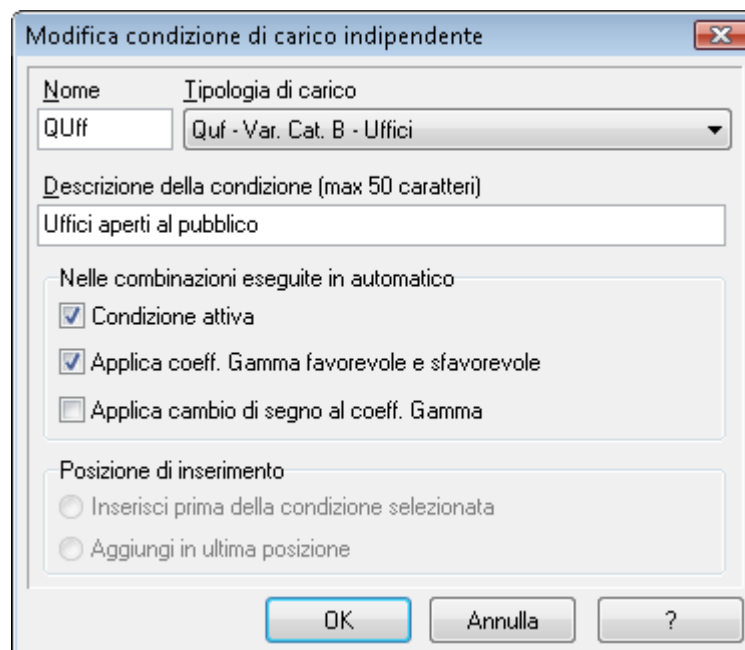 Modifica condizione di carico indipendente
Nome Tipologia di carico
QUff Quf - Var. Cat. B - Uffici
Descrizione della condizione (max 50 caratteri)
Uffici aperti al pubblico
Nelle combinazioni eseguite in automatico
Condizione attiva
Applica coeff. Gamma favorevole e sfavorevole
Applica cambio di segno al coeff. Gamma
Posizione di inserimento
Inserisci prima della condizione selezionata
Aggiungi in ultima posizione
OK Annulla ?